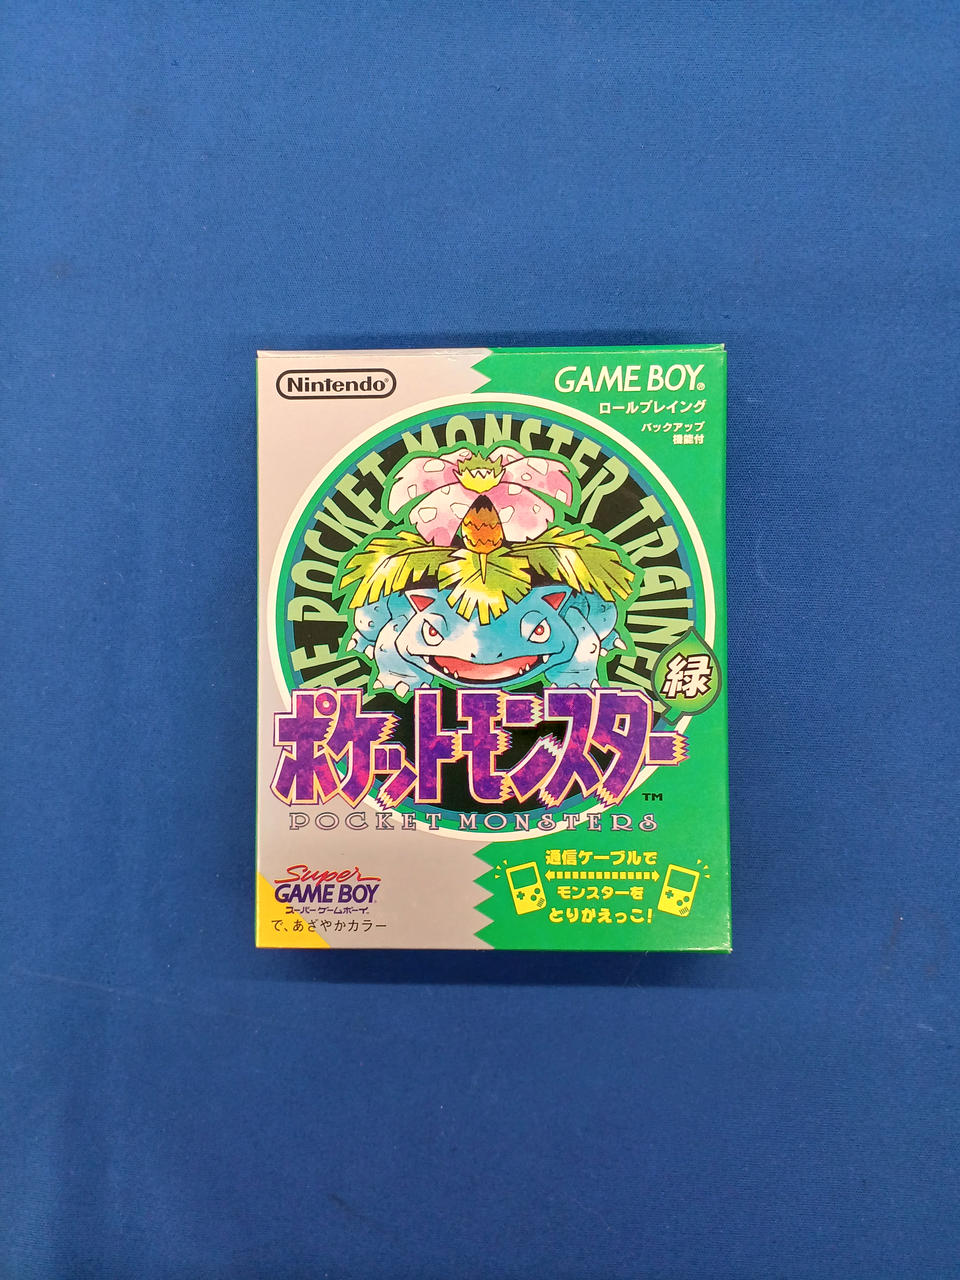 Nintendo®
GAME BOY®
ロールプレイング
バックアップ
機能付
THE POCKET MONSTER TRAINER
緑
ポケットモンスター
TM
POCKET MONSTERS
Super
GAME BOY
スーパーゲームボーイ
で、あざやかカラー
通信ケーブルで
モンスターを
とりかえっこ!